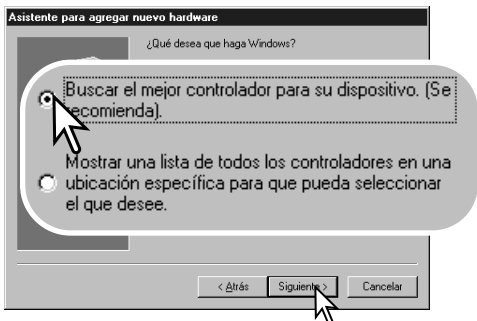 Asistente para agregar nuevo hardware
¿Qué desea que haga Windows?
Buscar el mejor controlador para su dispositivo. (Se
recomienda).
Mostrar una lista de todos los controladores en una
ubicación específica para que pueda seleccionar
el que desee.
< Atrás Siguiente > Cancelar